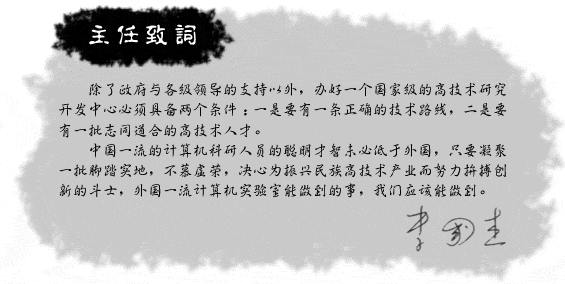 主任致詞
除了政府与各级领导的支持以外，办好一个国家级的高技术研究
开发中心必须具备两个条件：一是要有一条正确的技术路线，二是要
有一批志同道合的高技术人才。
中国一流的计算机科研人员的聪明才智未必低于外国，只要凝聚
一批脚踏实地，不慕虚荣，决心为振兴民族高技术产业而努力拚搏创
新的斗士，外国一流计算机实验室能做到的事，我们应该能做到。
李国杰